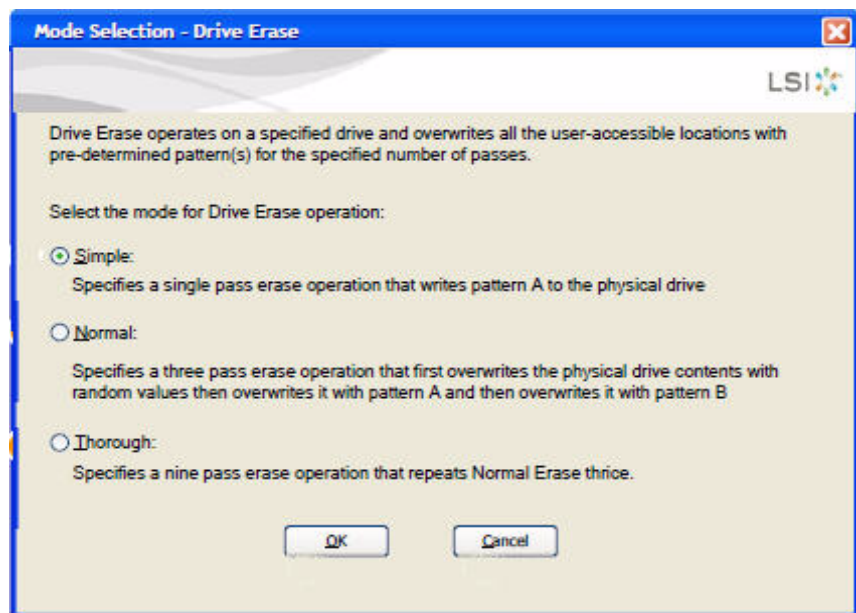 Mode Selection - Drive Erase
LSI
Drive Erase operates on a specified drive and overwrites all the user-accessible locations with
pre-determined pattern(s) for the specified number of passes.
Select the mode for Drive Erase operation:
Simple:
Specifies a single pass erase operation that writes pattern A to the physical drive
Normal:
Specifies a three pass erase operation that first overwrites the physical drive contents with
random values then overwrites it with pattern A and then overwrites it with pattern B
Thorough:
Specifies a nine pass erase operation that repeats Normal Erase thrice.
OK
Cancel